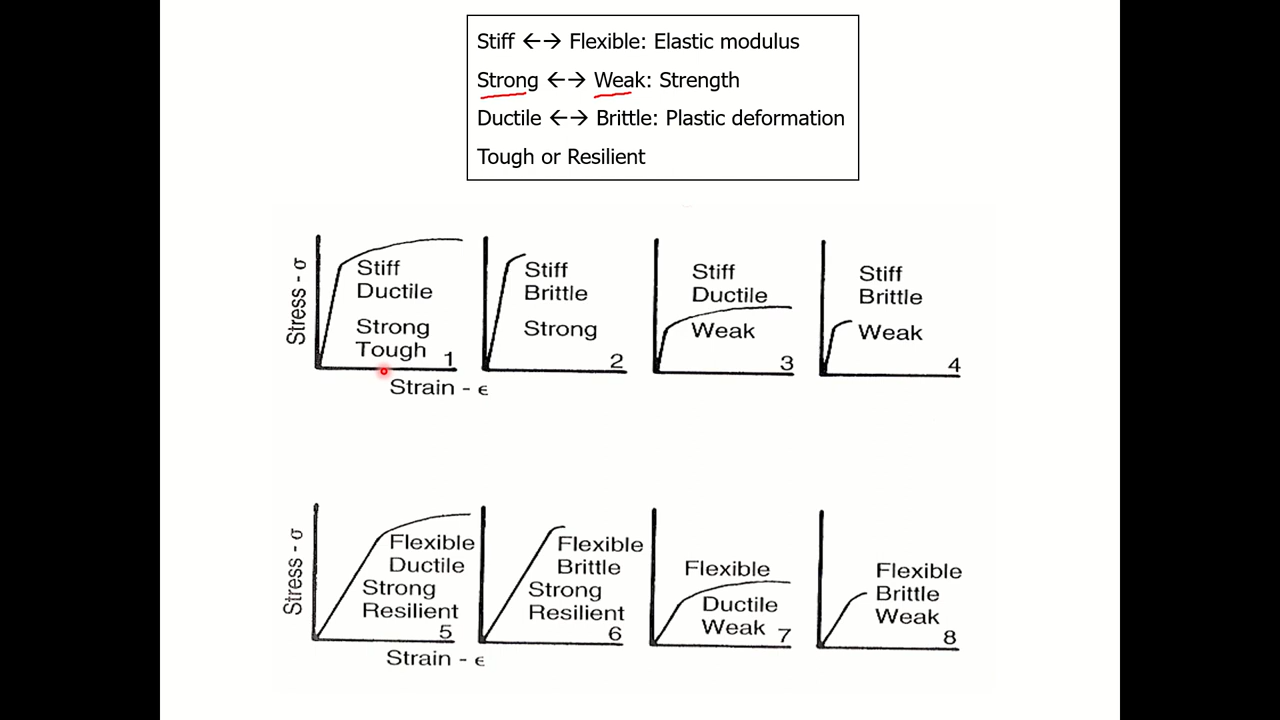 Stiff ←→ Flexible: Elastic modulus
Strong ←→ Weak: Strength
Ductile ←→ Brittle: Plastic deformation
Tough or Resilient
Stress - σ
Stiff
Ductile
Strong
Tough
1
Strain - ϵ
Stiff
Brittle
Strong
2
Stiff
Ductile
Weak
3
Stiff
Brittle
Weak
4
Stress - σ
Flexible
Ductile
Strong
Resilient
5
Strain - ϵ
Flexible
Brittle
Strong
Resilient
6
Flexible
Ductile
Weak
7
Flexible
Brittle
Weak
8